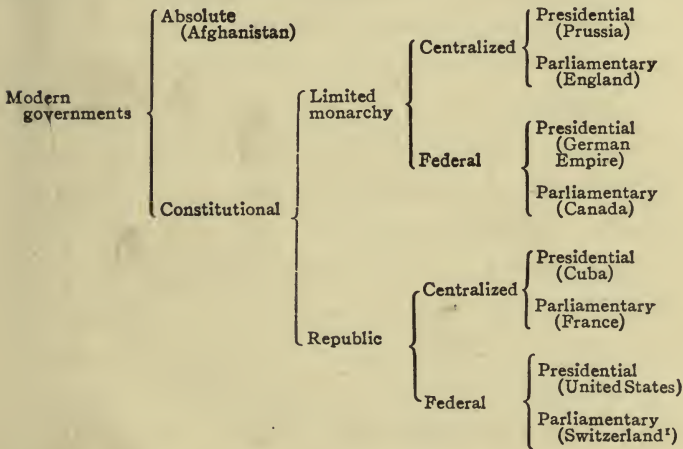 Modern
governments
Absolute
(Afghanistan)
Constitutional
Limited
monarchy
Centralized
Presidential
(Prussia)
Parliamentary
(England)
Federal
Presidential
(German
Empire)
Parliamentary
(Canada)
Republic
Centralized
Presidential
(Cuba)
Parliamentary
(France)
Federal
Presidential
(United States)
Parliamentary
(Switzerland¹)